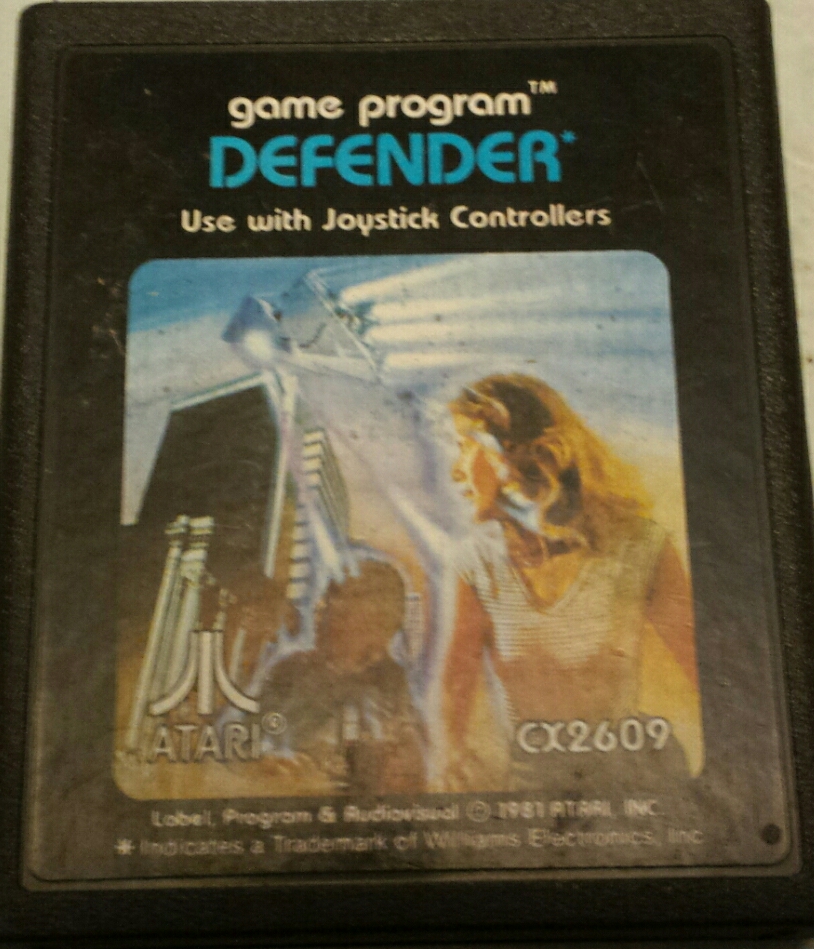 game program™
DEFENDER*
Use with Joystick Controllers
ATARI®
CX2609
Label, Program & Audiovisual © 1981 ATARI, INC.
* Indicates a Trademark of Williams Electronics, Inc